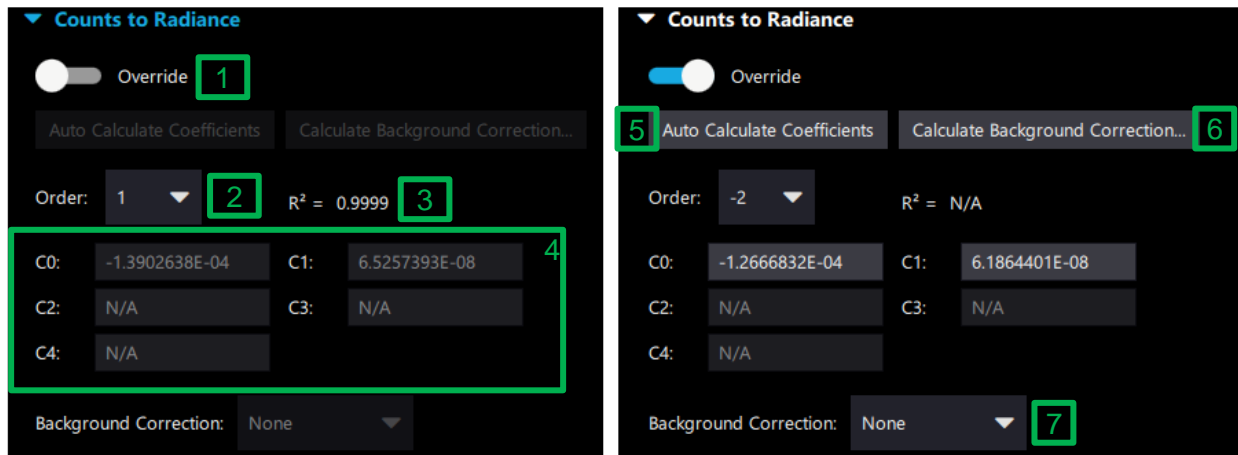 Counts to Radiance
Override 1
Auto Calculate Coefficients Calculate Background Correction...
Order: 1 2 R² = 0.9999 3
4
C0: -1.3902638E-04 C1: 6.5257393E-08
C2: N/A C3: N/A
C4: N/A
Background Correction: None
Counts to Radiance
Override
5 Auto Calculate Coefficients Calculate Background Correction... 6
Order: -2 R² = N/A
C0: -1.2666832E-04 C1: 6.1864401E-08
C2: N/A C3: N/A
C4: N/A
Background Correction: None 7